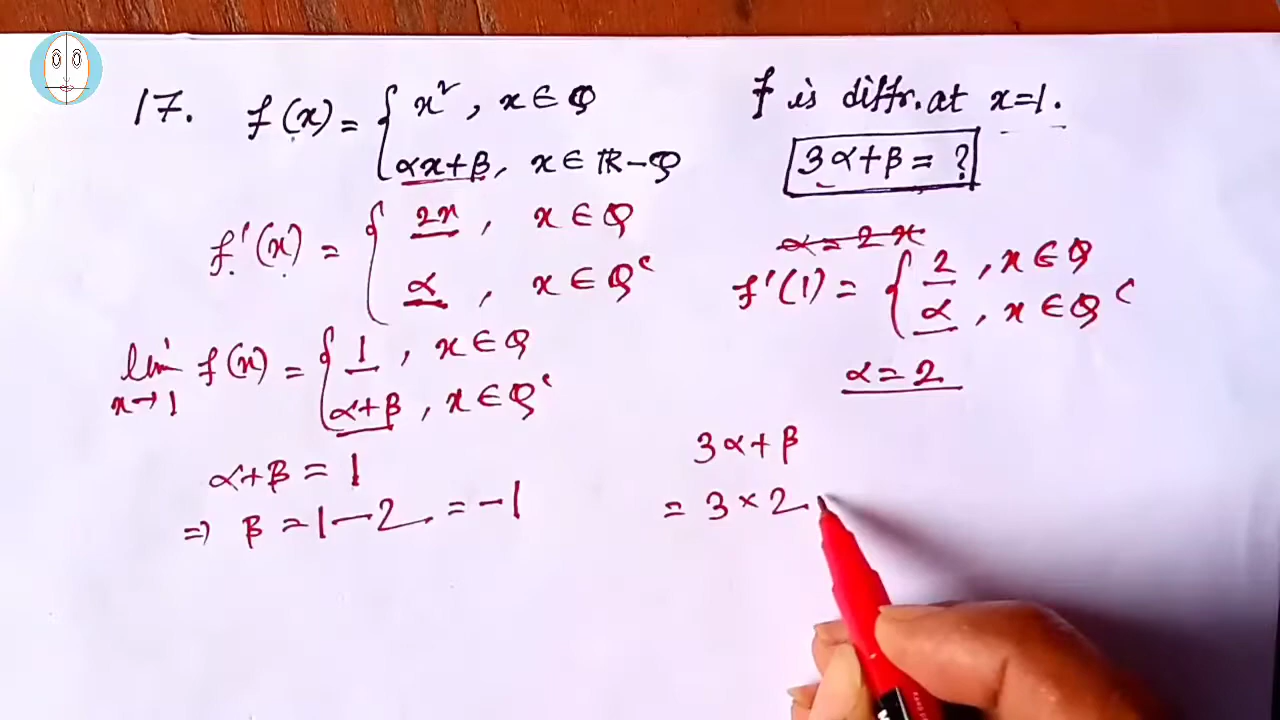 17. f(x) = { x², x ∈ Q
αx+β, x ∈ ℝ-Q
f is diffr. at x=1.
3α+β = ?
f'(x) = { 2x, x ∈ Q
α, x ∈ Qᶜ
α = 2x
f'(1) = { 2, x ∈ Q
α, x ∈ Qᶜ
α = 2
lim x→1 f(x) = { 1, x ∈ Q
α+β, x ∈ Qᶜ
α+β = 1
⇒ β = 1-2 = -1
3α+β
= 3×2